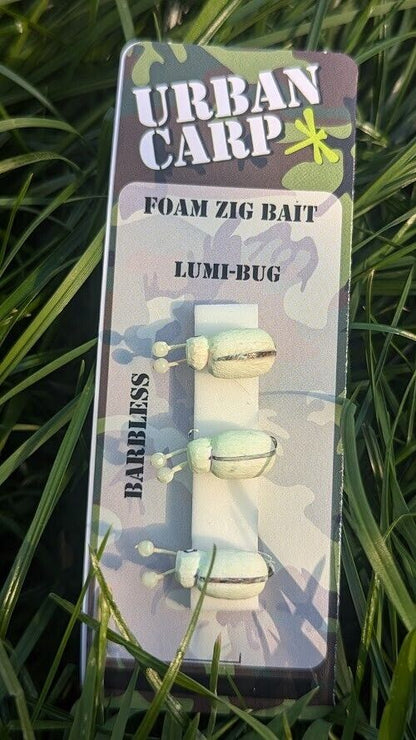 URBAN
CARP
FOAM ZIG BAIT
LUMI-BUG
BARBLESS